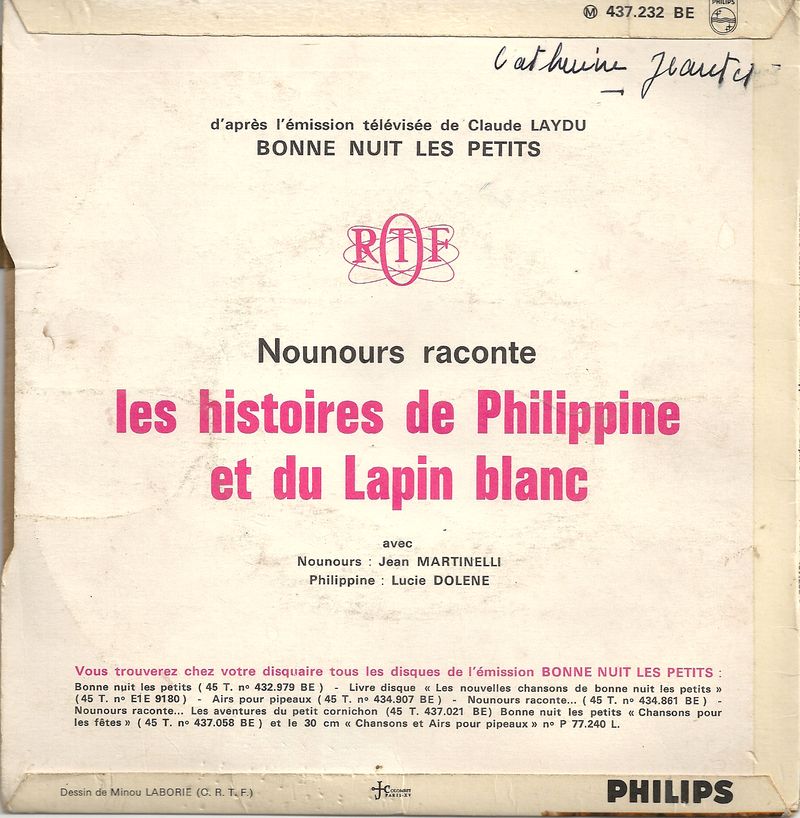 Ⓜ 437.232 BE
PHILIPS
Catherine
d'après l'émission télévisée de Claude LAYDU
BONNE NUIT LES PETITS
RTF
Nounours raconte
les histoires de Philippine
et du Lapin blanc
avec
Nounours : Jean MARTINELLI
Philippine : Lucie DOLENE
Vous trouverez chez votre disquaire tous les disques de l'émission BONNE NUIT LES PETITS :
Bonne nuit les petits ( 45 T. nº 432.979 BE ) - Livre disque « Les nouvelles chansons de bonne nuit les petits »
( 45 T. nº E1E 9180 ) - Airs pour pipeaux ( 45 T. nº 434.907 BE ) - Nounours raconte... ( 45 T. nº 434.861 BE ) -
Nounours raconte... Les aventures du petit cornichon (45 T. nº 437.021 BE) Bonne nuit les petits « Chansons pour
les fêtes » ( 45 T. nº 437.058 BE ) et le 30 cm « Chansons et Airs pour pipeaux » nº P 77.240 L.
Dessin de Minou LABORIE (C. R. T. F.)
J COLOMBET
PARIS-XV
PHILIPS